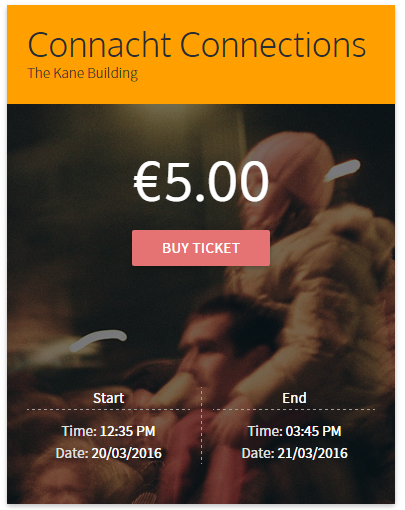 Connacht Connections
The Kane Building
€5.00
BUY TICKET
Start
Time: 12:35 PM
Date: 20/03/2016
End
Time: 03:45 PM
Date: 21/03/2016